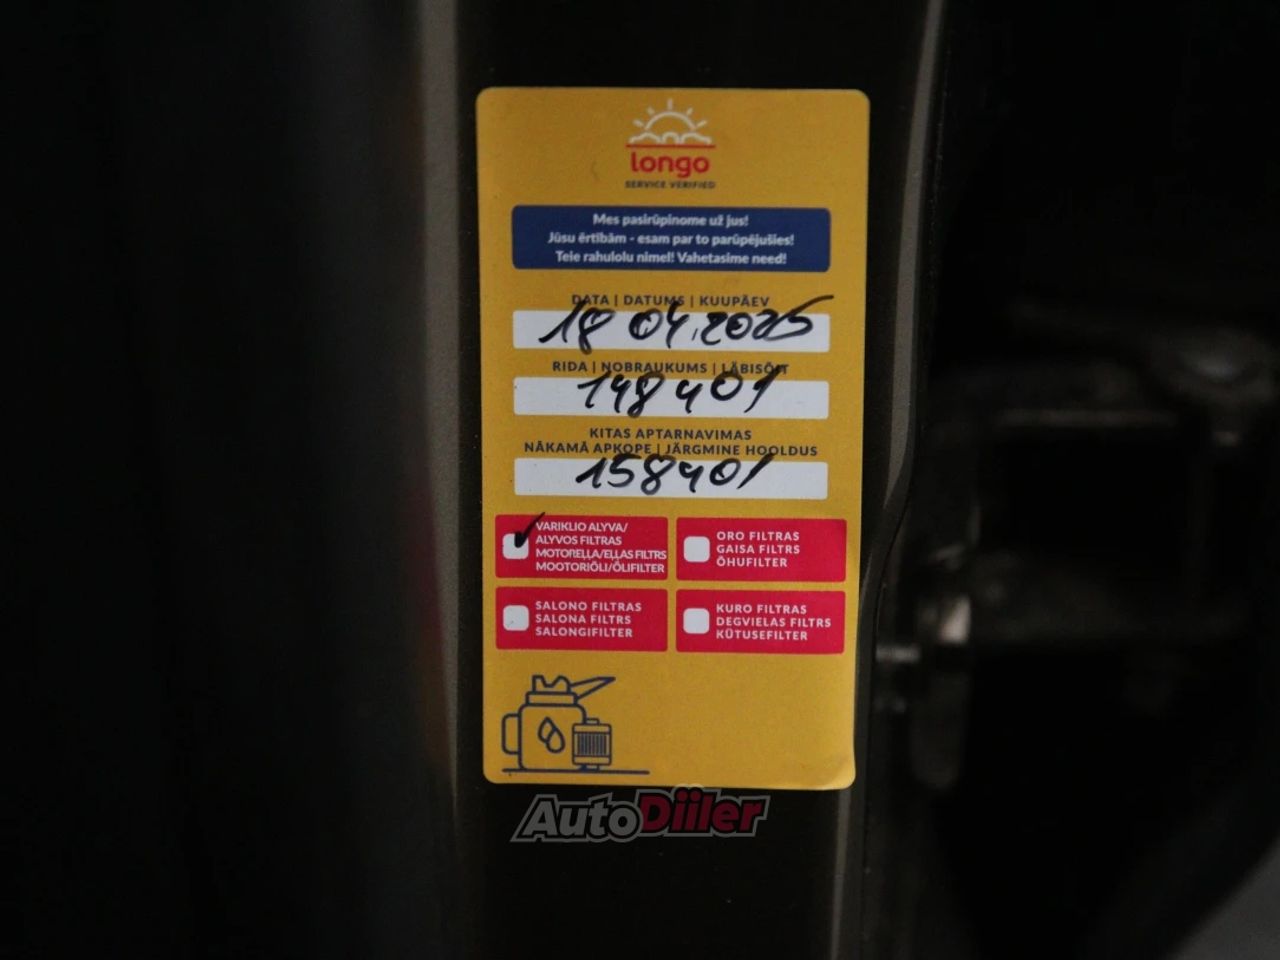 longo
SERVICE VERIFIED
Mes pasirūpinome už jus!
Jūsu ērtībām - esam par to parūpējušies!
Teie rahulolu nimel! Vahetasime need!
DATA | DATUMS | KUUPÄEV
18 04.2025
RIDA | NOBRAUKUMS | LÄBISÕIT
148401
KITAS APTARNAVIMAS
NĀKAMĀ APKOPE | JÄRGMINE HOOLDUS
158401
VARIKLIO ALYVA/
ALYVOS FILTRAS
MOTOREĻĻA/EĻĻAS FILTRS
MOOTORIÕLI/ÕLIFILTER
ORO FILTRAS
GAISA FILTRS
ÕHUFILTER
SALONO FILTRAS
SALONA FILTRS
SALONGIFILTER
KURO FILTRAS
DEGVIELAS FILTRS
KÜTUSEFILTER
AutoDiiler